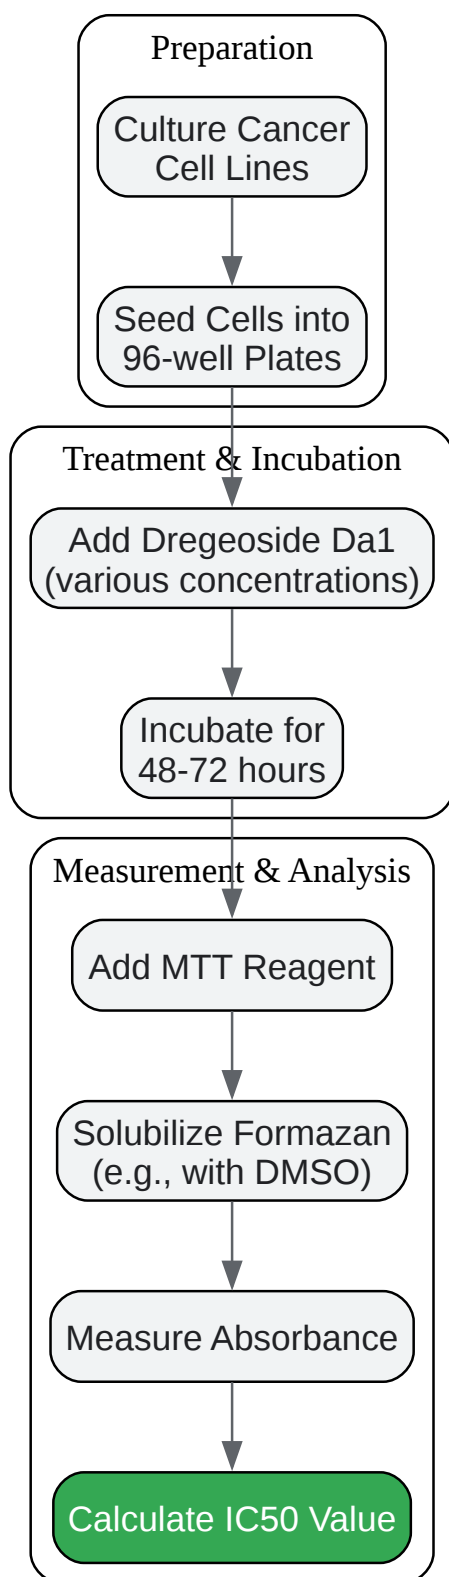 Preparation
Culture Cancer
Cell Lines
Seed Cells into
96-well Plates
Treatment & Incubation
Add Dregeoside Da1
(various concentrations)
Incubate for
48-72 hours
Measurement & Analysis
Add MTT Reagent
Solubilize Formazan
(e.g., with DMSO)
Measure Absorbance
Calculate IC50 Value